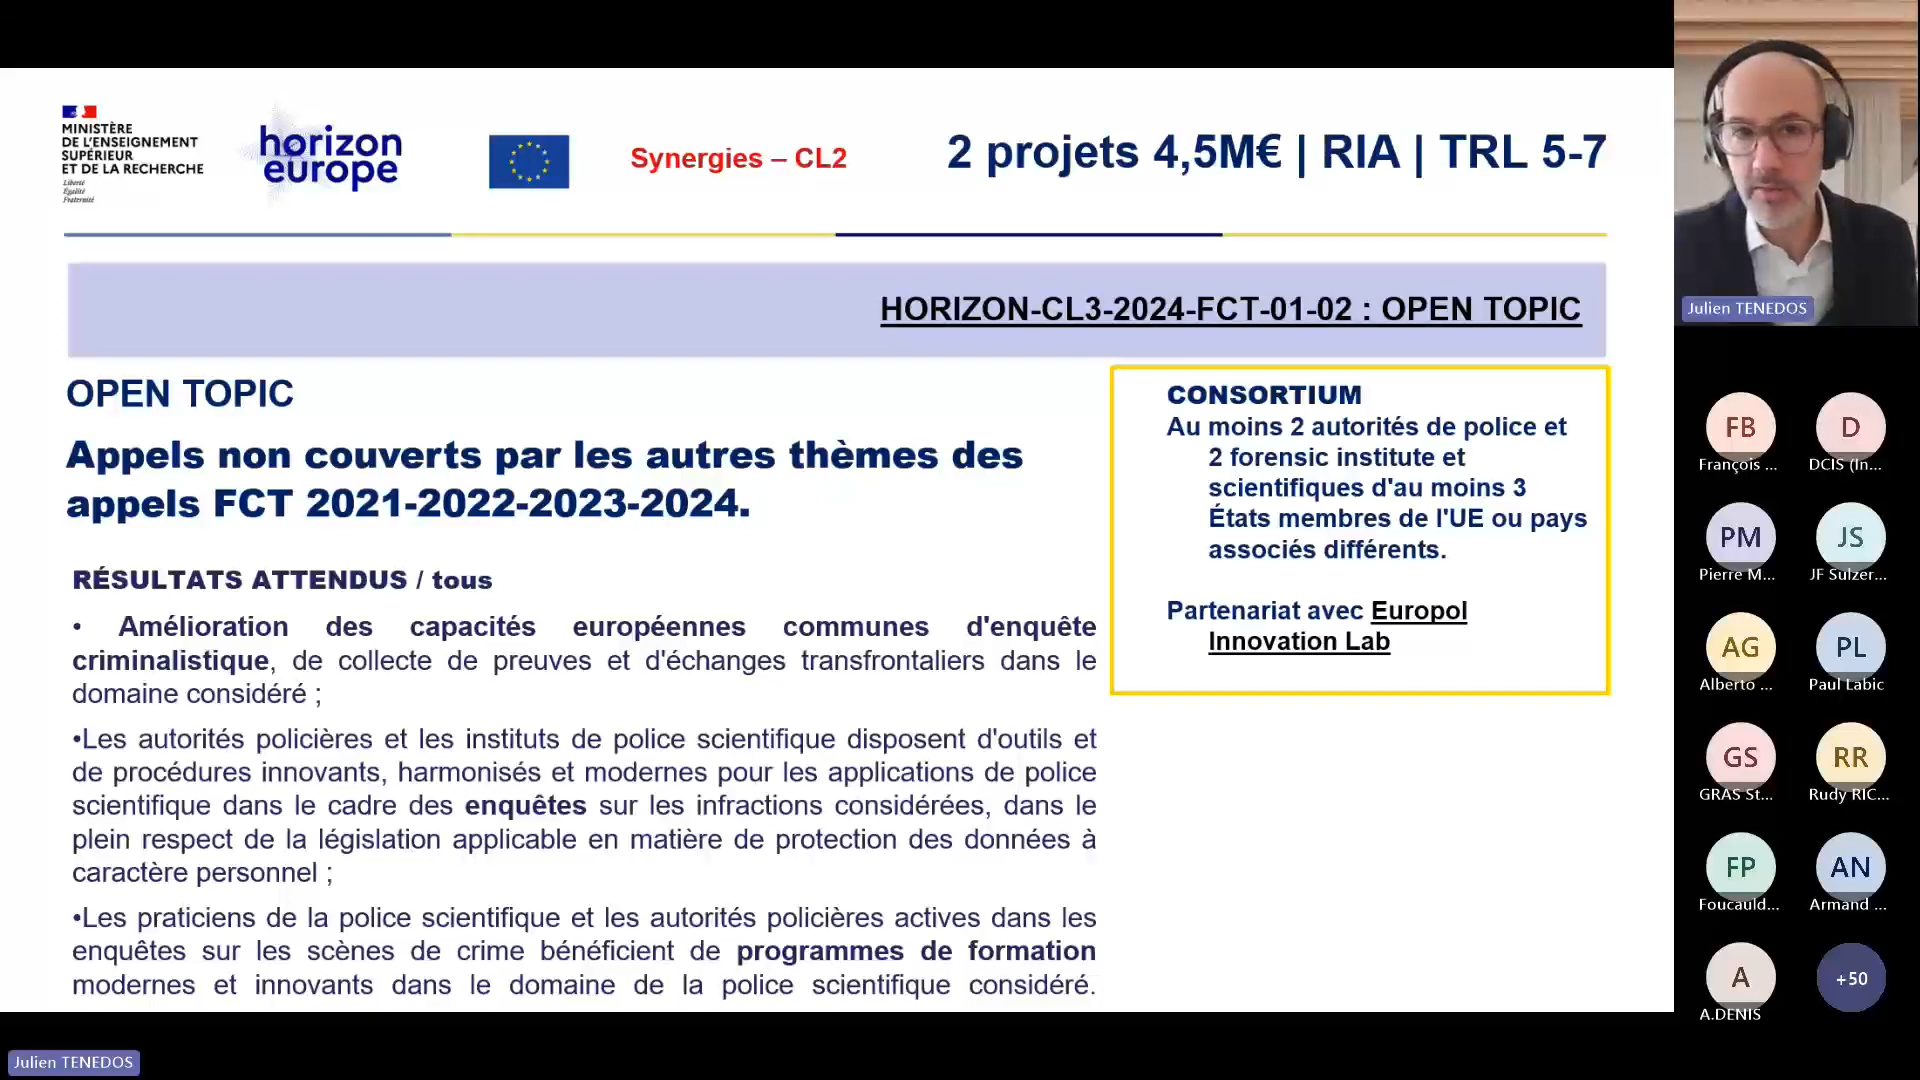 MINISTÈRE
DE L'ENSEIGNEMENT
SUPÉRIEUR
ET DE LA RECHERCHE
Liberté
Égalité
Fraternité
horizon
europe
Synergies – CL2
2 projets 4,5M€ | RIA | TRL 5-7
HORIZON-CL3-2024-FCT-01-02 : OPEN TOPIC
OPEN TOPIC
Appels non couverts par les autres thèmes des
appels FCT 2021-2022-2023-2024.
RÉSULTATS ATTENDUS / tous
• Amélioration des capacités européennes communes d'enquête
criminalistique, de collecte de preuves et d'échanges transfrontaliers dans le
domaine considéré ;
•Les autorités policières et les instituts de police scientifique disposent d'outils et
de procédures innovants, harmonisés et modernes pour les applications de police
scientifique dans le cadre des enquêtes sur les infractions considérées, dans le
plein respect de la législation applicable en matière de protection des données à
caractère personnel ;
•Les praticiens de la police scientifique et les autorités policières actives dans les
enquêtes sur les scènes de crime bénéficient de programmes de formation
modernes et innovants dans le domaine de la police scientifique considéré.
CONSORTIUM
Au moins 2 autorités de police et
2 forensic institute et
scientifiques d'au moins 3
États membres de l'UE ou pays
associés différents.
Partenariat avec Europol
Innovation Lab
Julien TENEDOS
FB
François ...
D
DCIS (In...
PM
Pierre M...
JS
JF Sulzer...
AG
Alberto ...
PL
Paul Labic
GS
GRAS St...
RR
Rudy RIC...
FP
Foucauld...
AN
Armand ...
A
A.DENIS
+50
Julien TENEDOS